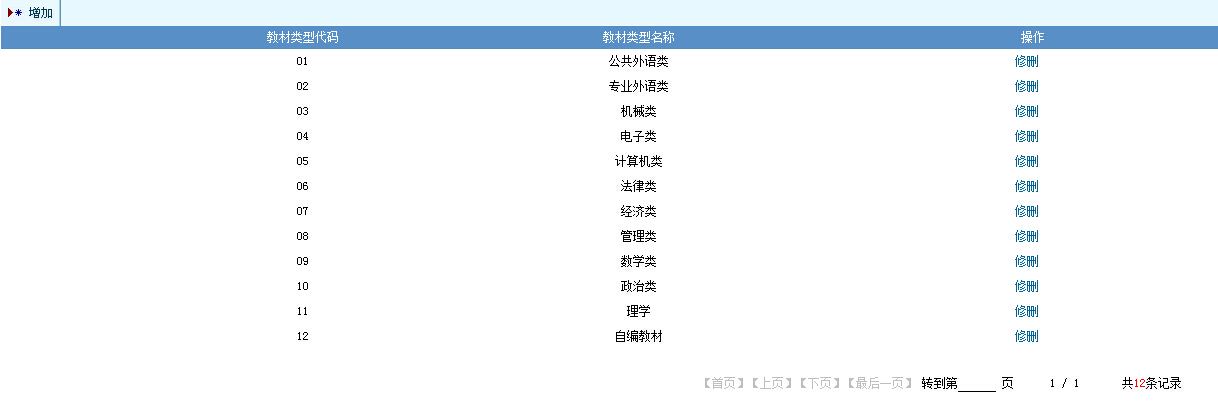 增加
教材类型代码 教材类型名称 操作
01 公共外语类 修删
02 专业外语类 修删
03 机械类 修删
04 电子类 修删
05 计算机类 修删
06 法律类 修删
07 经济类 修删
08 管理类 修删
09 数学类 修删
10 政治类 修删
11 理学 修删
12 自编教材 修删
【首页】【上页】【下页】【最后一页】 转到第 页 1 / 1 共12条记录